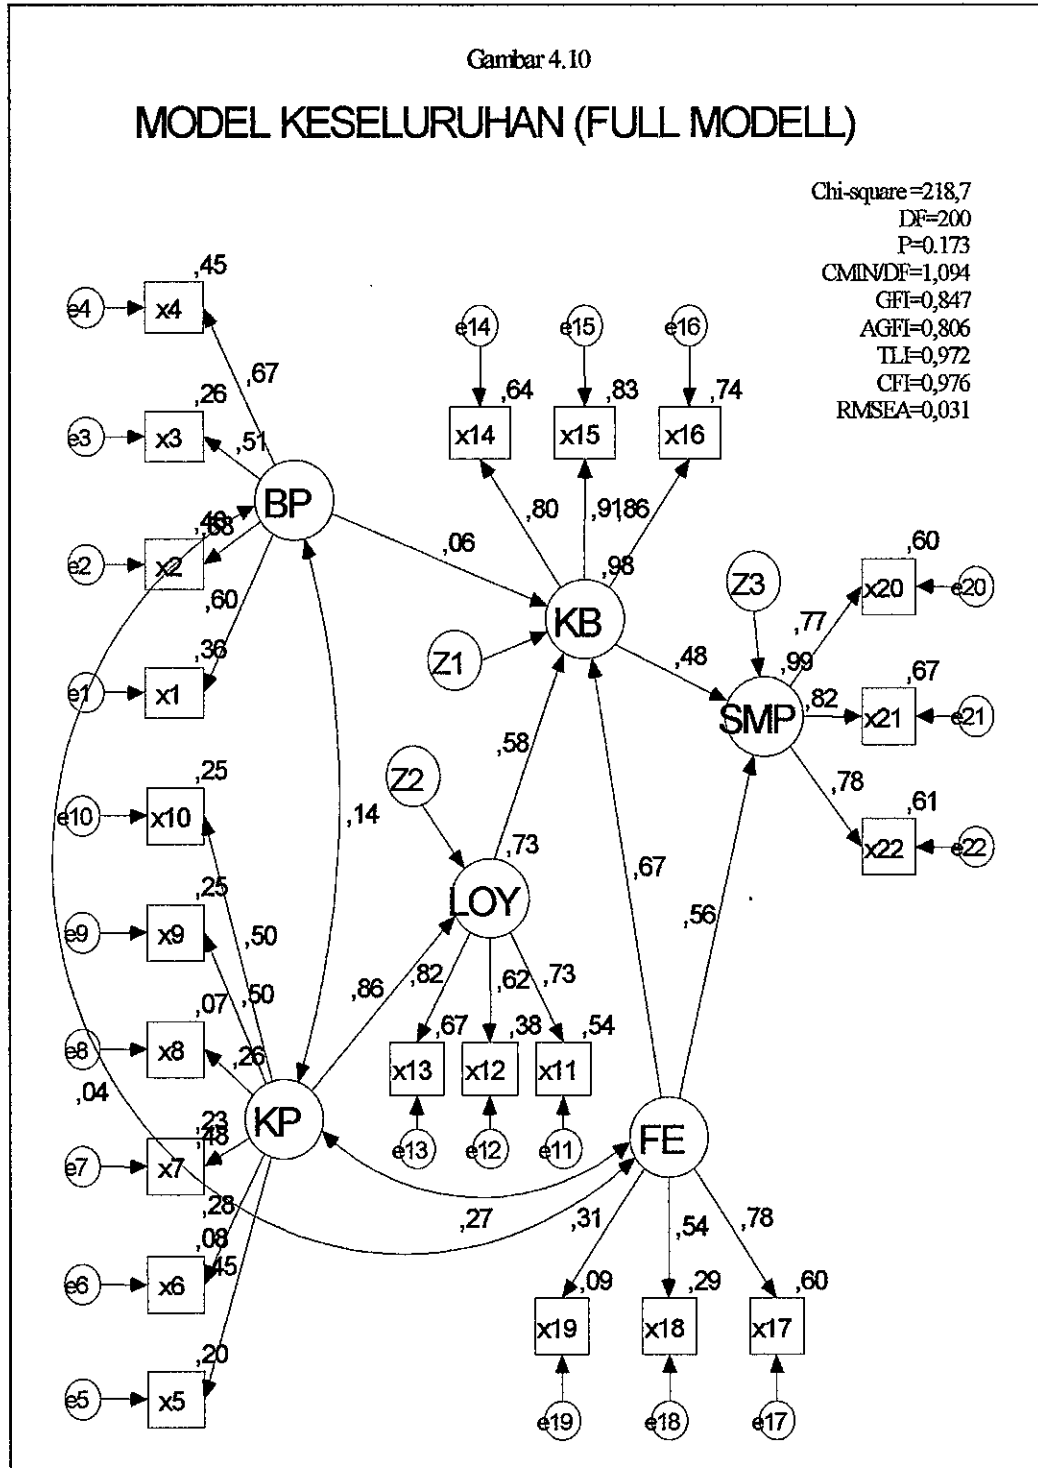 Gambar 4.10
MODEL KESELURUHAN (FULL MODELL)
Chi-square =218,7
DF=200
P=0.173
CMIN/DF=1,094
GFI=0,847
AGFI=0,806
TLI=0,972
CFI=0,976
RMSEA=0,031
,45
e4
x4
,67
,26
e3
x3
,51
BP
e2
x2
,60
,36
e1
x1
,25
e10
x10
,25
e9
x9
,50
,50
,07
e8
x8
,26
,04
KP
,23
,48
e7
x7
,28
,08
e6
x6
,45
,20
e5
x5
,14
,06
e14
e15
e16
,64
,83
,74
x14
x15
x16
,80
,91
,86
,98
KB
Z1
,48
Z3
,60
x20
e20
,77
,99
SMP
,82
,67
x21
e21
,78
,61
x22
e22
,58
Z2
,73
LOY
,67
,56
,86
,82
,62
,73
,67
,38
,54
x13
x12
x11
e13
e12
e11
FE
,27
,31
,54
,78
,09
,29
,60
x19
x18
x17
e19
e18
e17